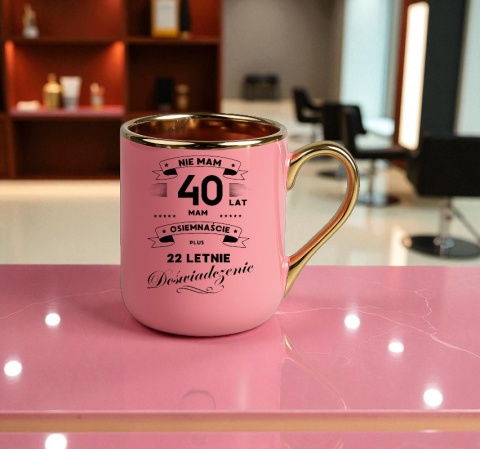 NIE MAM
40
LAT
MAM
OSIEMNAŚCIE
PLUS
22 LETNIE
Doświadczenie